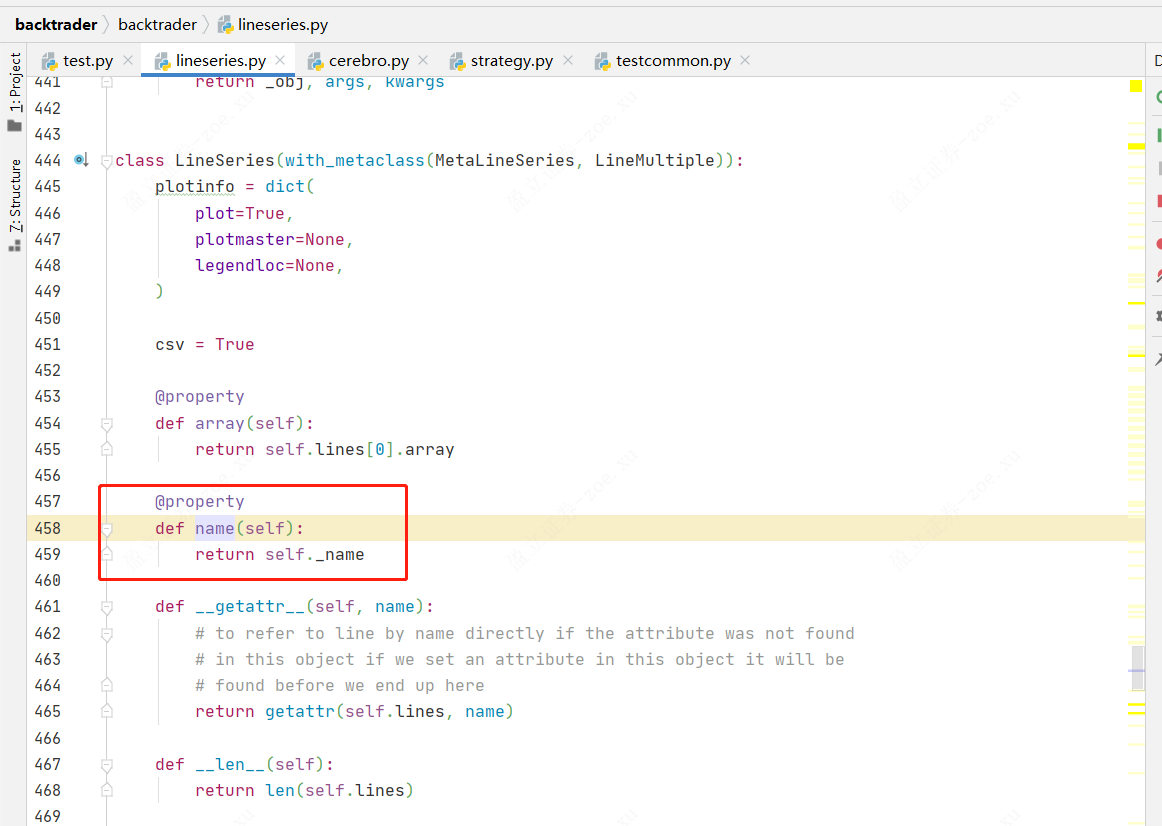 backtrader backtrader lineseries.py
test.py lineseries.py cerebro.py strategy.py testcommon.py
1: Project
7: Structure
441 return _obj, args, kwargs
442
443
444 class LineSeries(with_metaclass(MetaLineSeries, LineMultiple)):
445 plotinfo = dict(
446 plot=True,
447 plotmaster=None,
448 legendloc=None,
449 )
450
451 csv = True
452
453 @property
454 def array(self):
455 return self.lines[0].array
456
457 @property
458 def name(self):
459 return self._name
460
461 def __getattr__(self, name):
462 # to refer to line by name directly if the attribute was not found
463 # in this object if we set an attribute in this object it will be
464 # found before we end up here
465 return getattr(self.lines, name)
466
467 def __len__(self):
468 return len(self.lines)
469